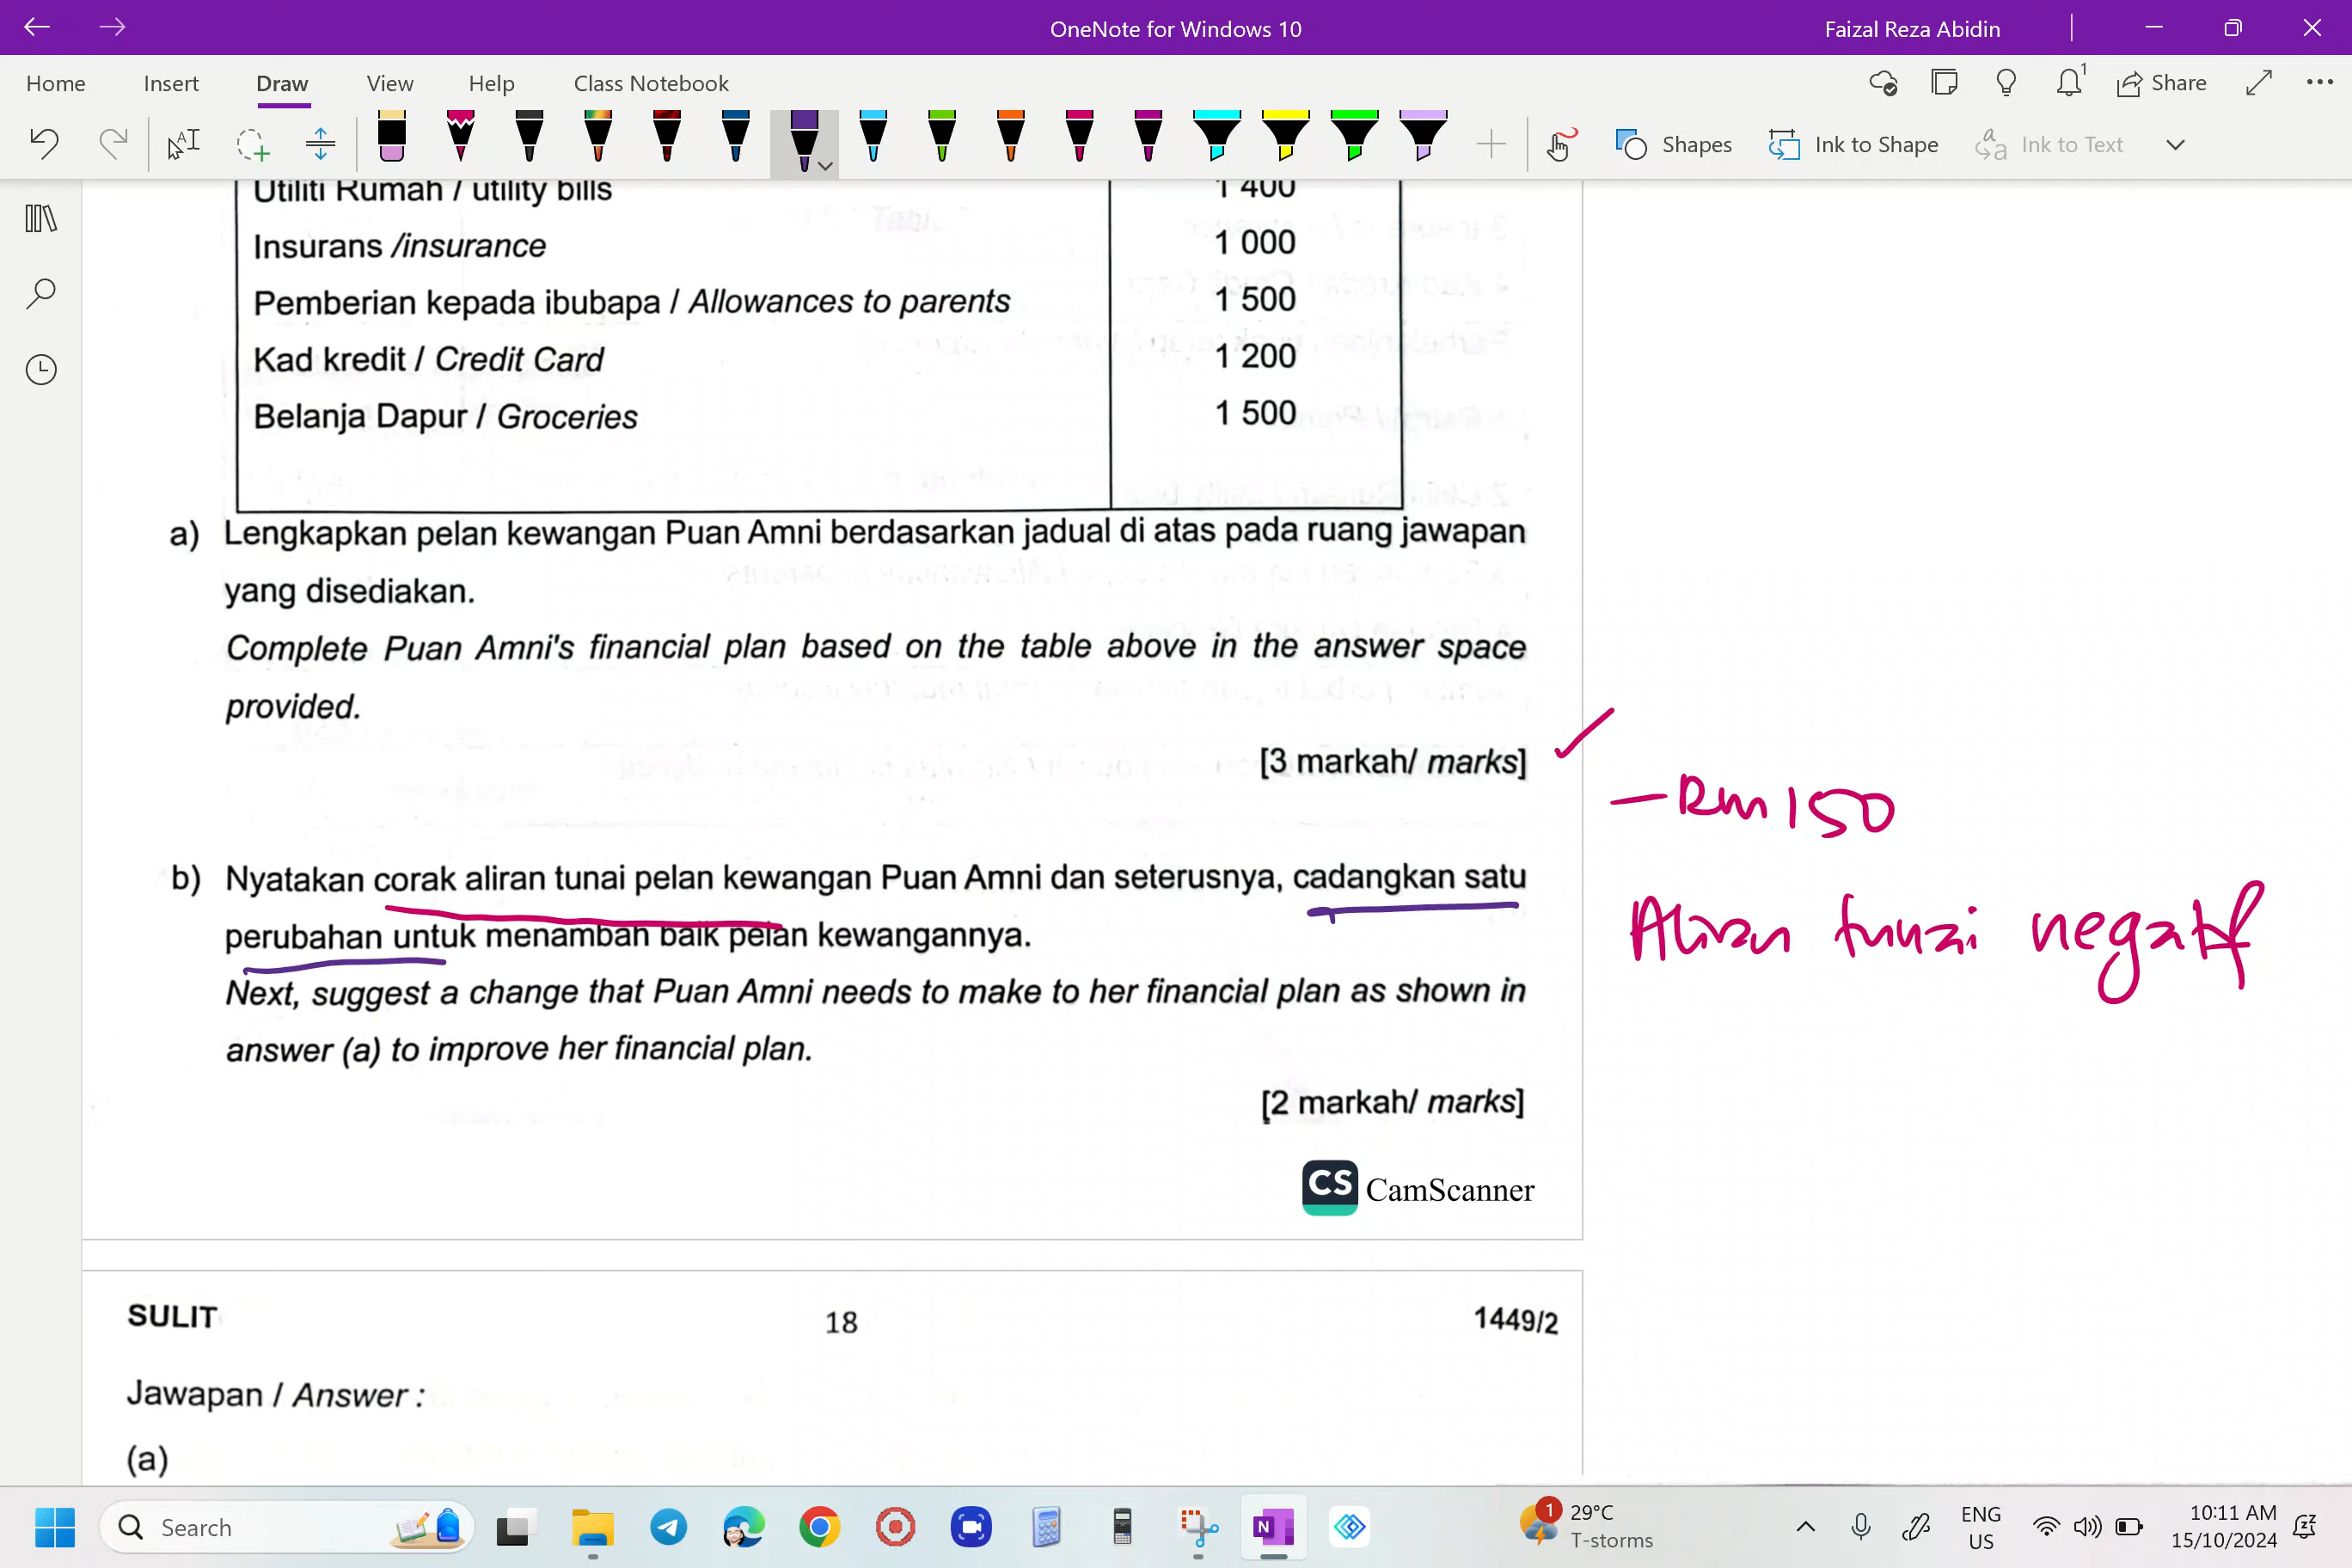 OneNote for Windows 10
Faizal Reza Abidin
Home Insert Draw View Help Class Notebook
1
Share
Shapes Ink to Shape Ink to Text
Utiliti Rumah / utility bills 1 400
Insurans /insurance 1 000
Pemberian kepada ibubapa / Allowances to parents 1 500
Kad kredit / Credit Card 1 200
Belanja Dapur / Groceries 1 500
a) Lengkapkan pelan kewangan Puan Amni berdasarkan jadual di atas pada ruang jawapan
yang disediakan.
Complete Puan Amni's financial plan based on the table above in the answer space
provided.
[3 markah/ marks]
-RM 150
b) Nyatakan corak aliran tunai pelan kewangan Puan Amni dan seterusnya, cadangkan satu
Aliran tunai negatif
perubahan untuk menambah baik pelan kewangannya.
Next, suggest a change that Puan Amni needs to make to her financial plan as shown in
answer (a) to improve her financial plan.
[2 markah/ marks]
CS CamScanner
SULIT 18 1449/2
Jawapan / Answer :
(a)
Search
1
29°C
T-storms
ENG
US
10:11 AM
15/10/2024